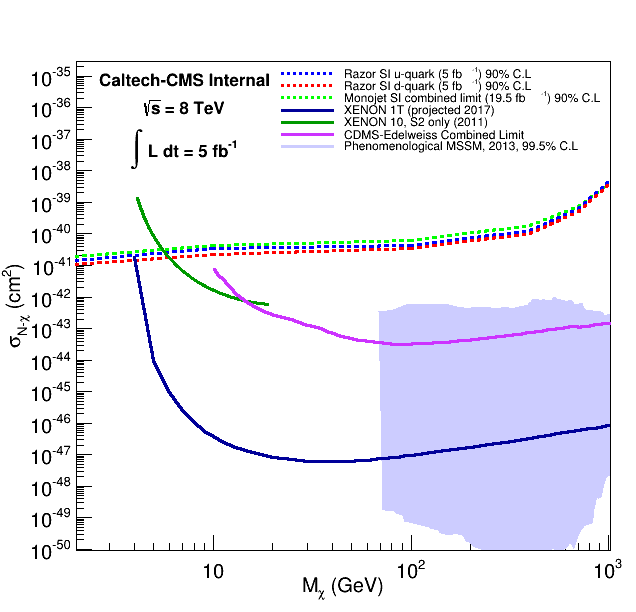 Caltech-CMS Internal
√s = 8 TeV
∫ L dt = 5 fb⁻¹
Razor SI u-quark (5 fb⁻¹) 90% C.L
Razor SI d-quark (5 fb⁻¹) 90% C.L
Monojet SI combined limit (19.5 fb⁻¹) 90% C.L
XENON 1T (projected 2017)
XENON 10, S2 only (2011)
CDMS-Edelweiss Combined Limit
Phenomenological MSSM, 2013, 99.5% C.L
σN-χ (cm²)
10⁻³⁵
10⁻³⁶
10⁻³⁷
10⁻³⁸
10⁻³⁹
10⁻⁴⁰
10⁻⁴¹
10⁻⁴²
10⁻⁴³
10⁻⁴⁴
10⁻⁴⁵
10⁻⁴⁶
10⁻⁴⁷
10⁻⁴⁸
10⁻⁴⁹
10⁻⁵⁰
10 10² 10³
Mχ (GeV)